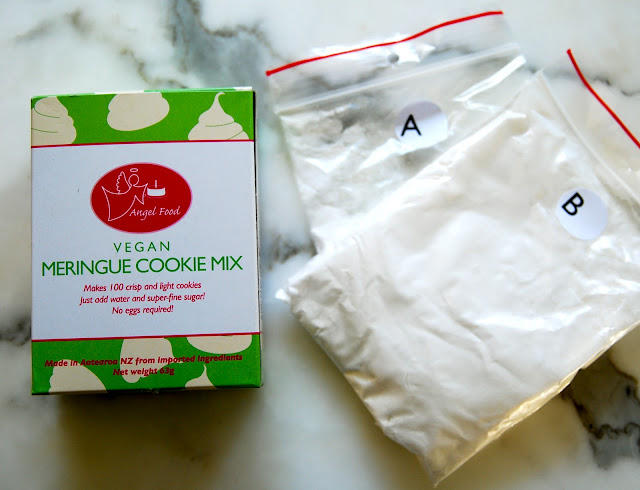 Angel Food
VEGAN
MERINGUE COOKIE MIX
Makes 100 crisp and light cookies
Just add water and super-fine sugar!
No eggs required!
Made in Aotearoa NZ from imported ingredients
Net weight 63g
A
B